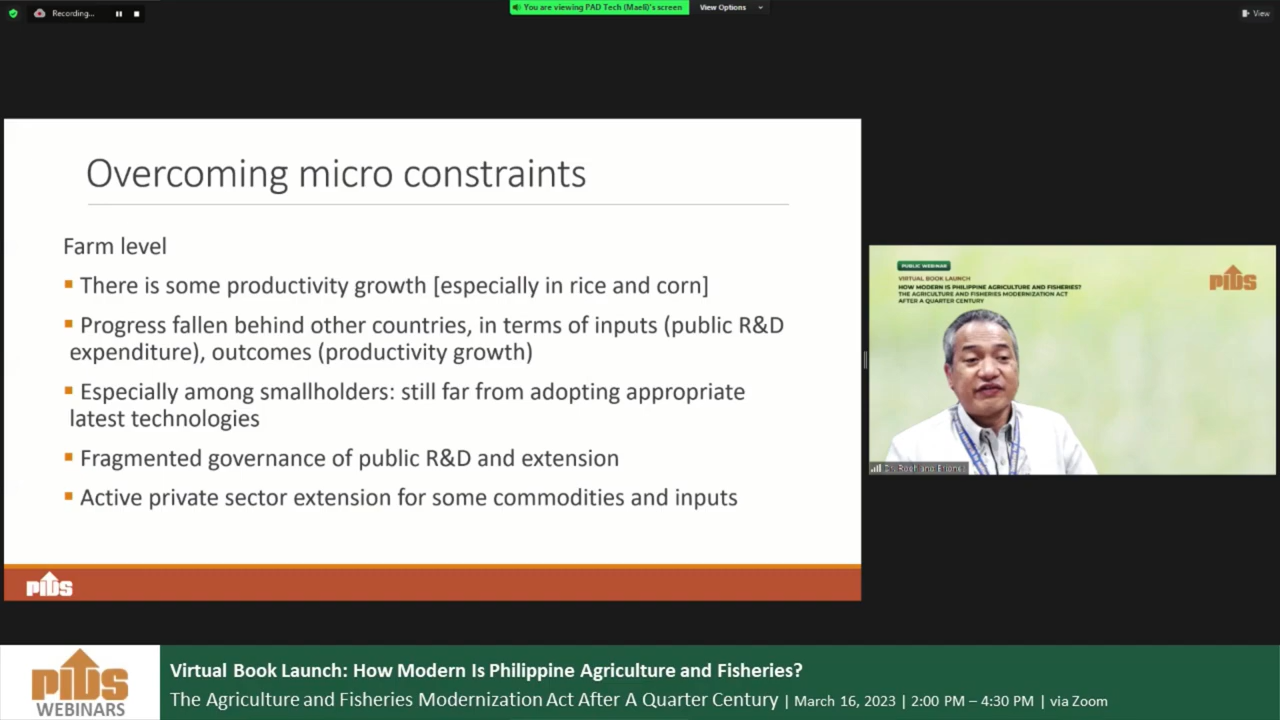 Recording...
You are viewing PAD Tech (Maeli)'s screen
View Options
View
Overcoming micro constraints
Farm level
There is some productivity growth [especially in rice and corn]
Progress fallen behind other countries, in terms of inputs (public R&D
expenditure), outcomes (productivity growth)
Especially among smallholders: still far from adopting appropriate
latest technologies
Fragmented governance of public R&D and extension
Active private sector extension for some commodities and inputs
PIDS
PUBLIC WEBINAR
VIRTUAL BOOK LAUNCH
HOW MODERN IS PHILIPPINE AGRICULTURE AND FISHERIES?
THE AGRICULTURE AND FISHERIES MODERNIZATION ACT
AFTER A QUARTER CENTURY
PIDS
Dr. Roehlano Briones
PIDS
WEBINARS
Virtual Book Launch: How Modern Is Philippine Agriculture and Fisheries?
The Agriculture and Fisheries Modernization Act After A Quarter Century | March 16, 2023 | 2:00 PM – 4:30 PM | via Zoom